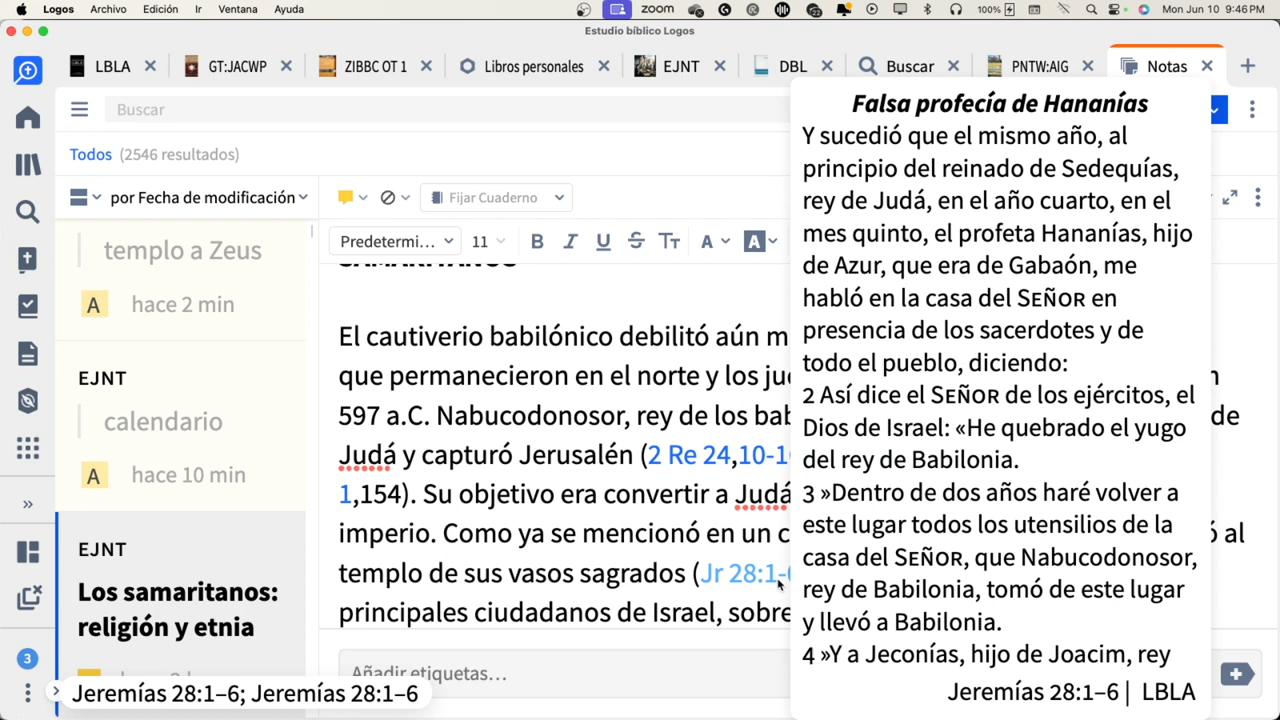 Logos Archivo Edición Ir Ventana Ayuda
zoom 100% Mon Jun 10 9:46 PM
Estudio bíblico Logos
LBLA GT:JACWP ZIBBC OT 1 Libros personales EJNT DBL Buscar PNTW:AIG Notas
Buscar
Todos (2546 resultados)
por Fecha de modificación
Fijar Cuaderno
Predetermi... 11 B I U S Tt A A
templo a Zeus
A hace 2 min
EJNT
calendario
A hace 10 min
EJNT
Los samaritanos:
religión y etnia
3
SAMARITANOS
El cautiverio babilónico debilitó aún m
que permanecieron en el norte y los ju
597 a.C. Nabucodonosor, rey de los bab de
Judá y capturó Jerusalén (2 Re 24,10-1
1,154). Su objetivo era convertir a Judá
imperio. Como ya se mencionó en un c ó al
templo de sus vasos sagrados (Jr 28:1-6
principales ciudadanos de Israel, sobre
Añadir etiquetas...
Jeremías 28:1–6; Jeremías 28:1–6
Falsa profecía de Hananías
Y sucedió que el mismo año, al
principio del reinado de Sedequías,
rey de Judá, en el año cuarto, en el
mes quinto, el profeta Hananías, hijo
de Azur, que era de Gabaón, me
habló en la casa del SEÑOR en
presencia de los sacerdotes y de
todo el pueblo, diciendo:
2 Así dice el SEÑOR de los ejércitos, el
Dios de Israel: «He quebrado el yugo
del rey de Babilonia.
3 »Dentro de dos años haré volver a
este lugar todos los utensilios de la
casa del SEÑOR, que Nabucodonosor,
rey de Babilonia, tomó de este lugar
y llevó a Babilonia.
4 »Y a Jeconías, hijo de Joacim, rey
Jeremías 28:1–6 | LBLA